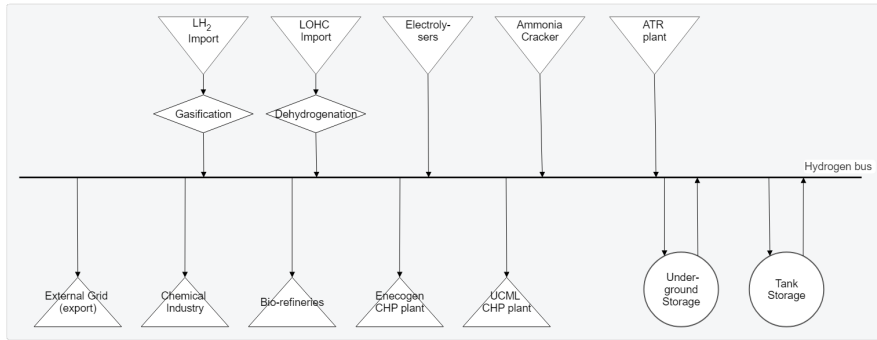 LH₂
Import
LOHC
Import
Electroly-
sers
Ammonia
Cracker
ATR
plant
Gasification
Dehydrogenation
Hydrogen bus
External Grid
(export)
Chemical
Industry
Bio-refineries
Enecogen
CHP plant
UCML
CHP plant
Under-
ground
Storage
Tank
Storage